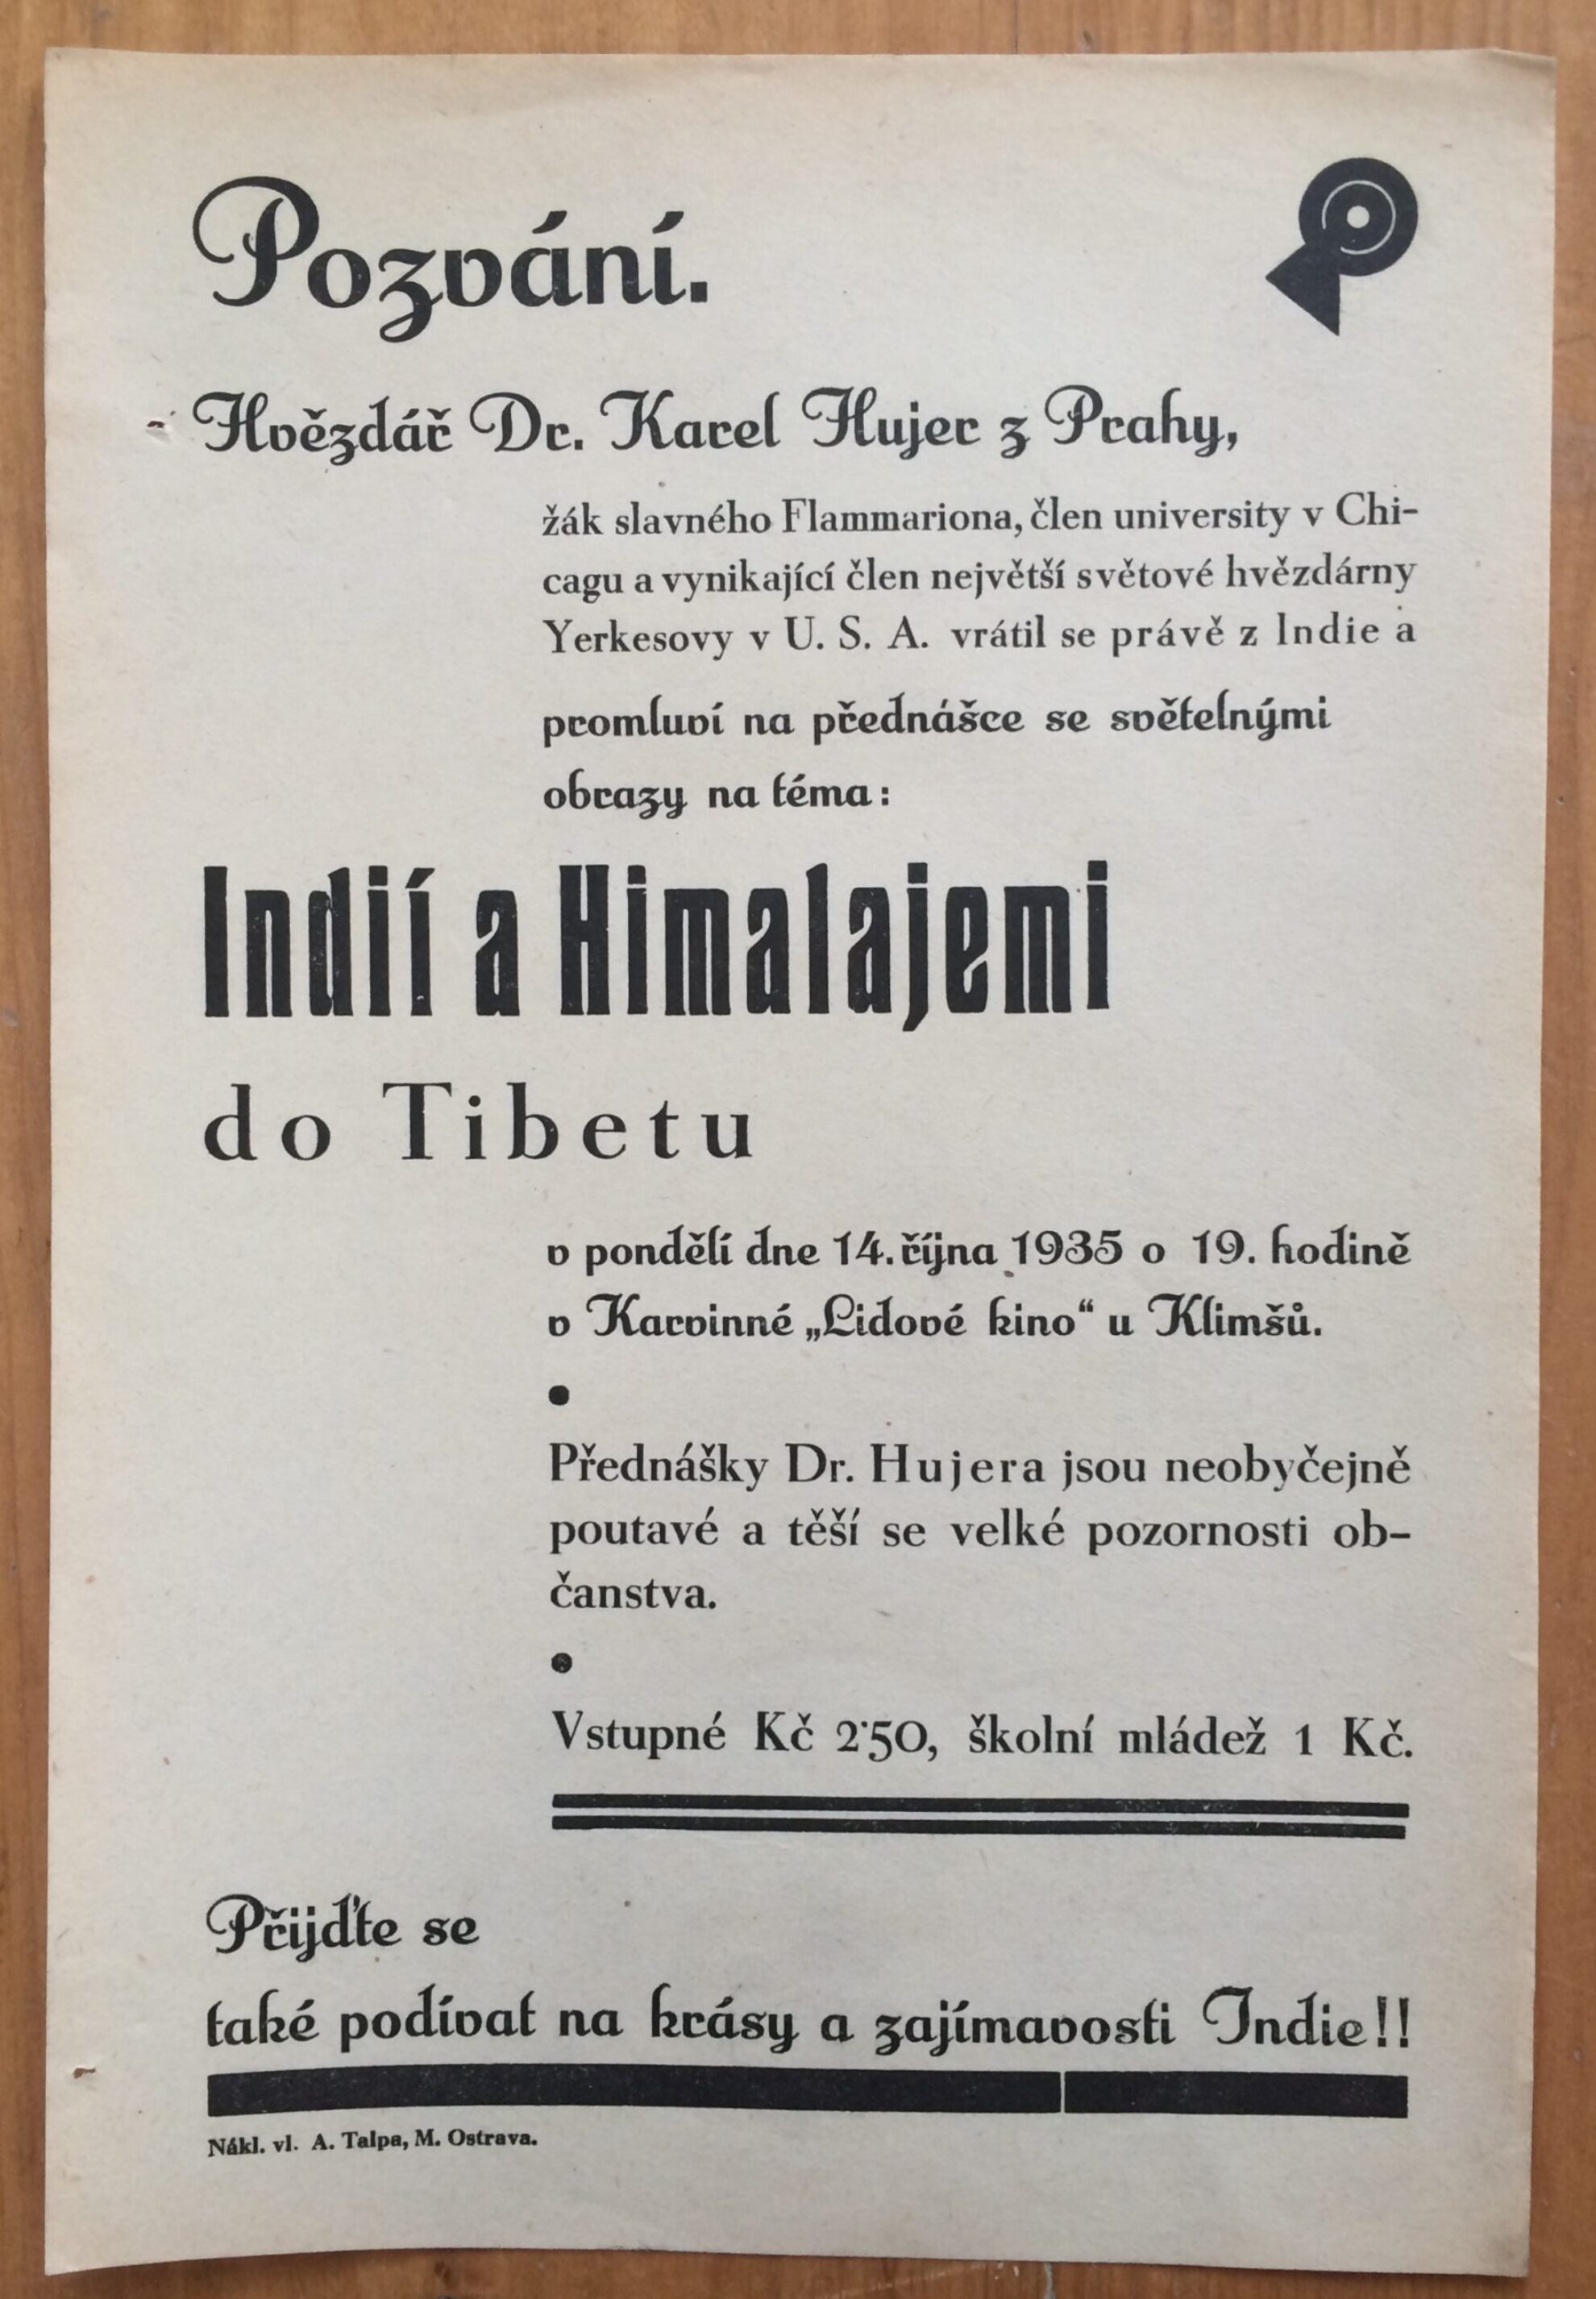 Pozvání.
Hvězdář Dr. Karel Hujer z Prahy,
žák slavného Flammariona, člen university v Chi-
cagu a vynikající člen největší světové hvězdárny
Yerkesovy v U. S. A. vrátil se právě z Indie a
promluví na přednášce se světelnými
obrazy na téma:
Indií a Himalajemi
do Tibetu
v pondělí dne 14. října 1935 o 19. hodině
v Karvinné „Lidové kino“ u Klimšů.
•
Přednášky Dr. Hujera jsou neobyčejně
poutavé a těší se velké pozornosti ob-
čanstva.
•
Vstupné Kč 2·50, školní mládež 1 Kč.
Přijďte se
také podívat na krásy a zajímavosti Indie!!
Nákl. vl. A. Talpa, M. Ostrava.